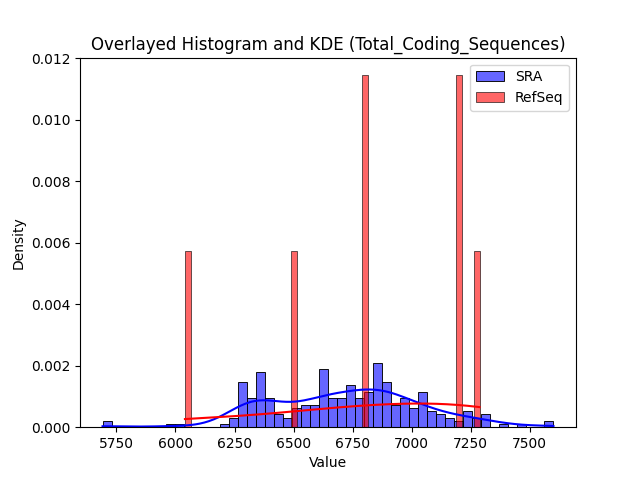 Overlayed Histogram and KDE (Total_Coding_Sequences)
SRA
RefSeq
0.012
0.010
0.008
0.006
0.004
0.002
0.000
Density
5750 6000 6250 6500 6750 7000 7250 7500
Value